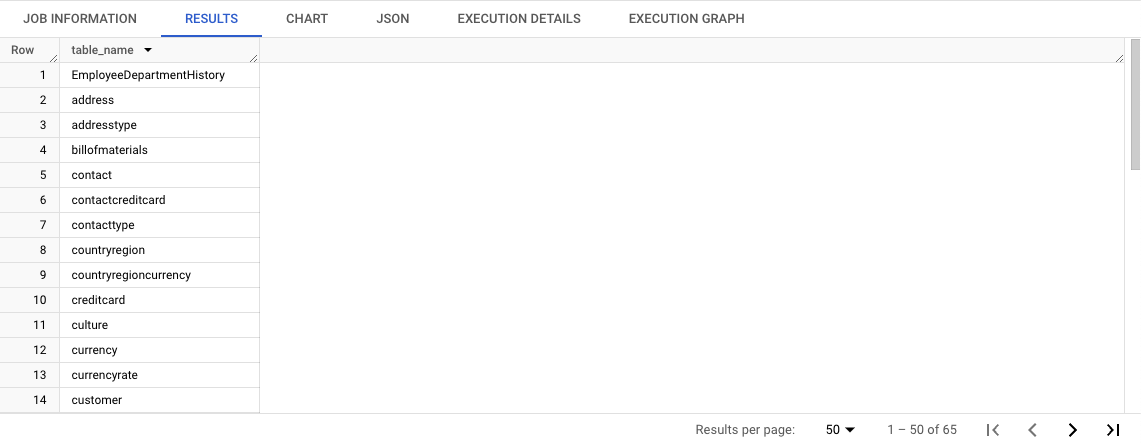 JOB INFORMATION RESULTS CHART JSON EXECUTION DETAILS EXECUTION GRAPH
Row table_name
1 EmployeeDepartmentHistory
2 address
3 addresstype
4 billofmaterials
5 contact
6 contactcreditcard
7 contacttype
8 countryregion
9 countryregioncurrency
10 creditcard
11 culture
12 currency
13 currencyrate
14 customer
Results per page: 50 1 – 50 of 65